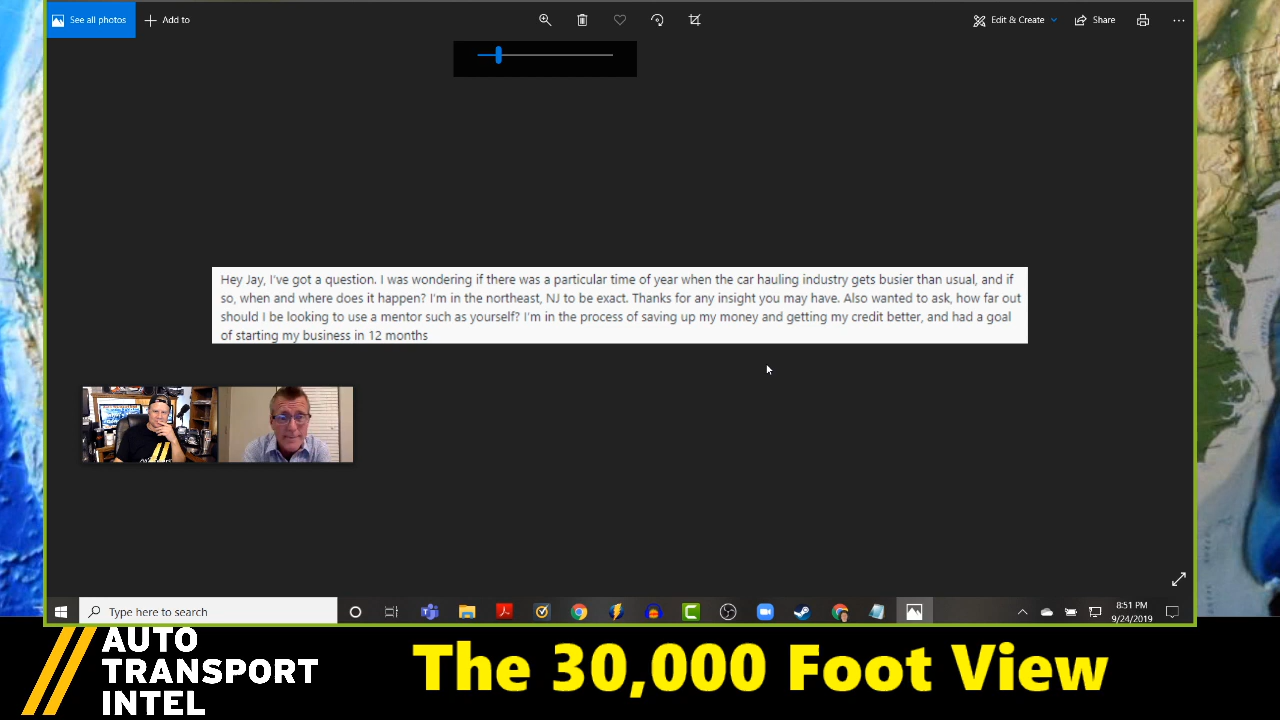 See all photos
Add to
Edit & Create
Share
Hey Jay, I've got a question. I was wondering if there was a particular time of year when the car hauling industry gets busier than usual, and if
so, when and where does it happen? I'm in the northeast, NJ to be exact. Thanks for any insight you may have. Also wanted to ask, how far out
should I be looking to use a mentor such as yourself? I'm in the process of saving up my money and getting my credit better, and had a goal
of starting my business in 12 months
Type here to search
8:51 PM
9/24/2019
AUTO
TRANSPORT
INTEL
The 30,000 Foot View